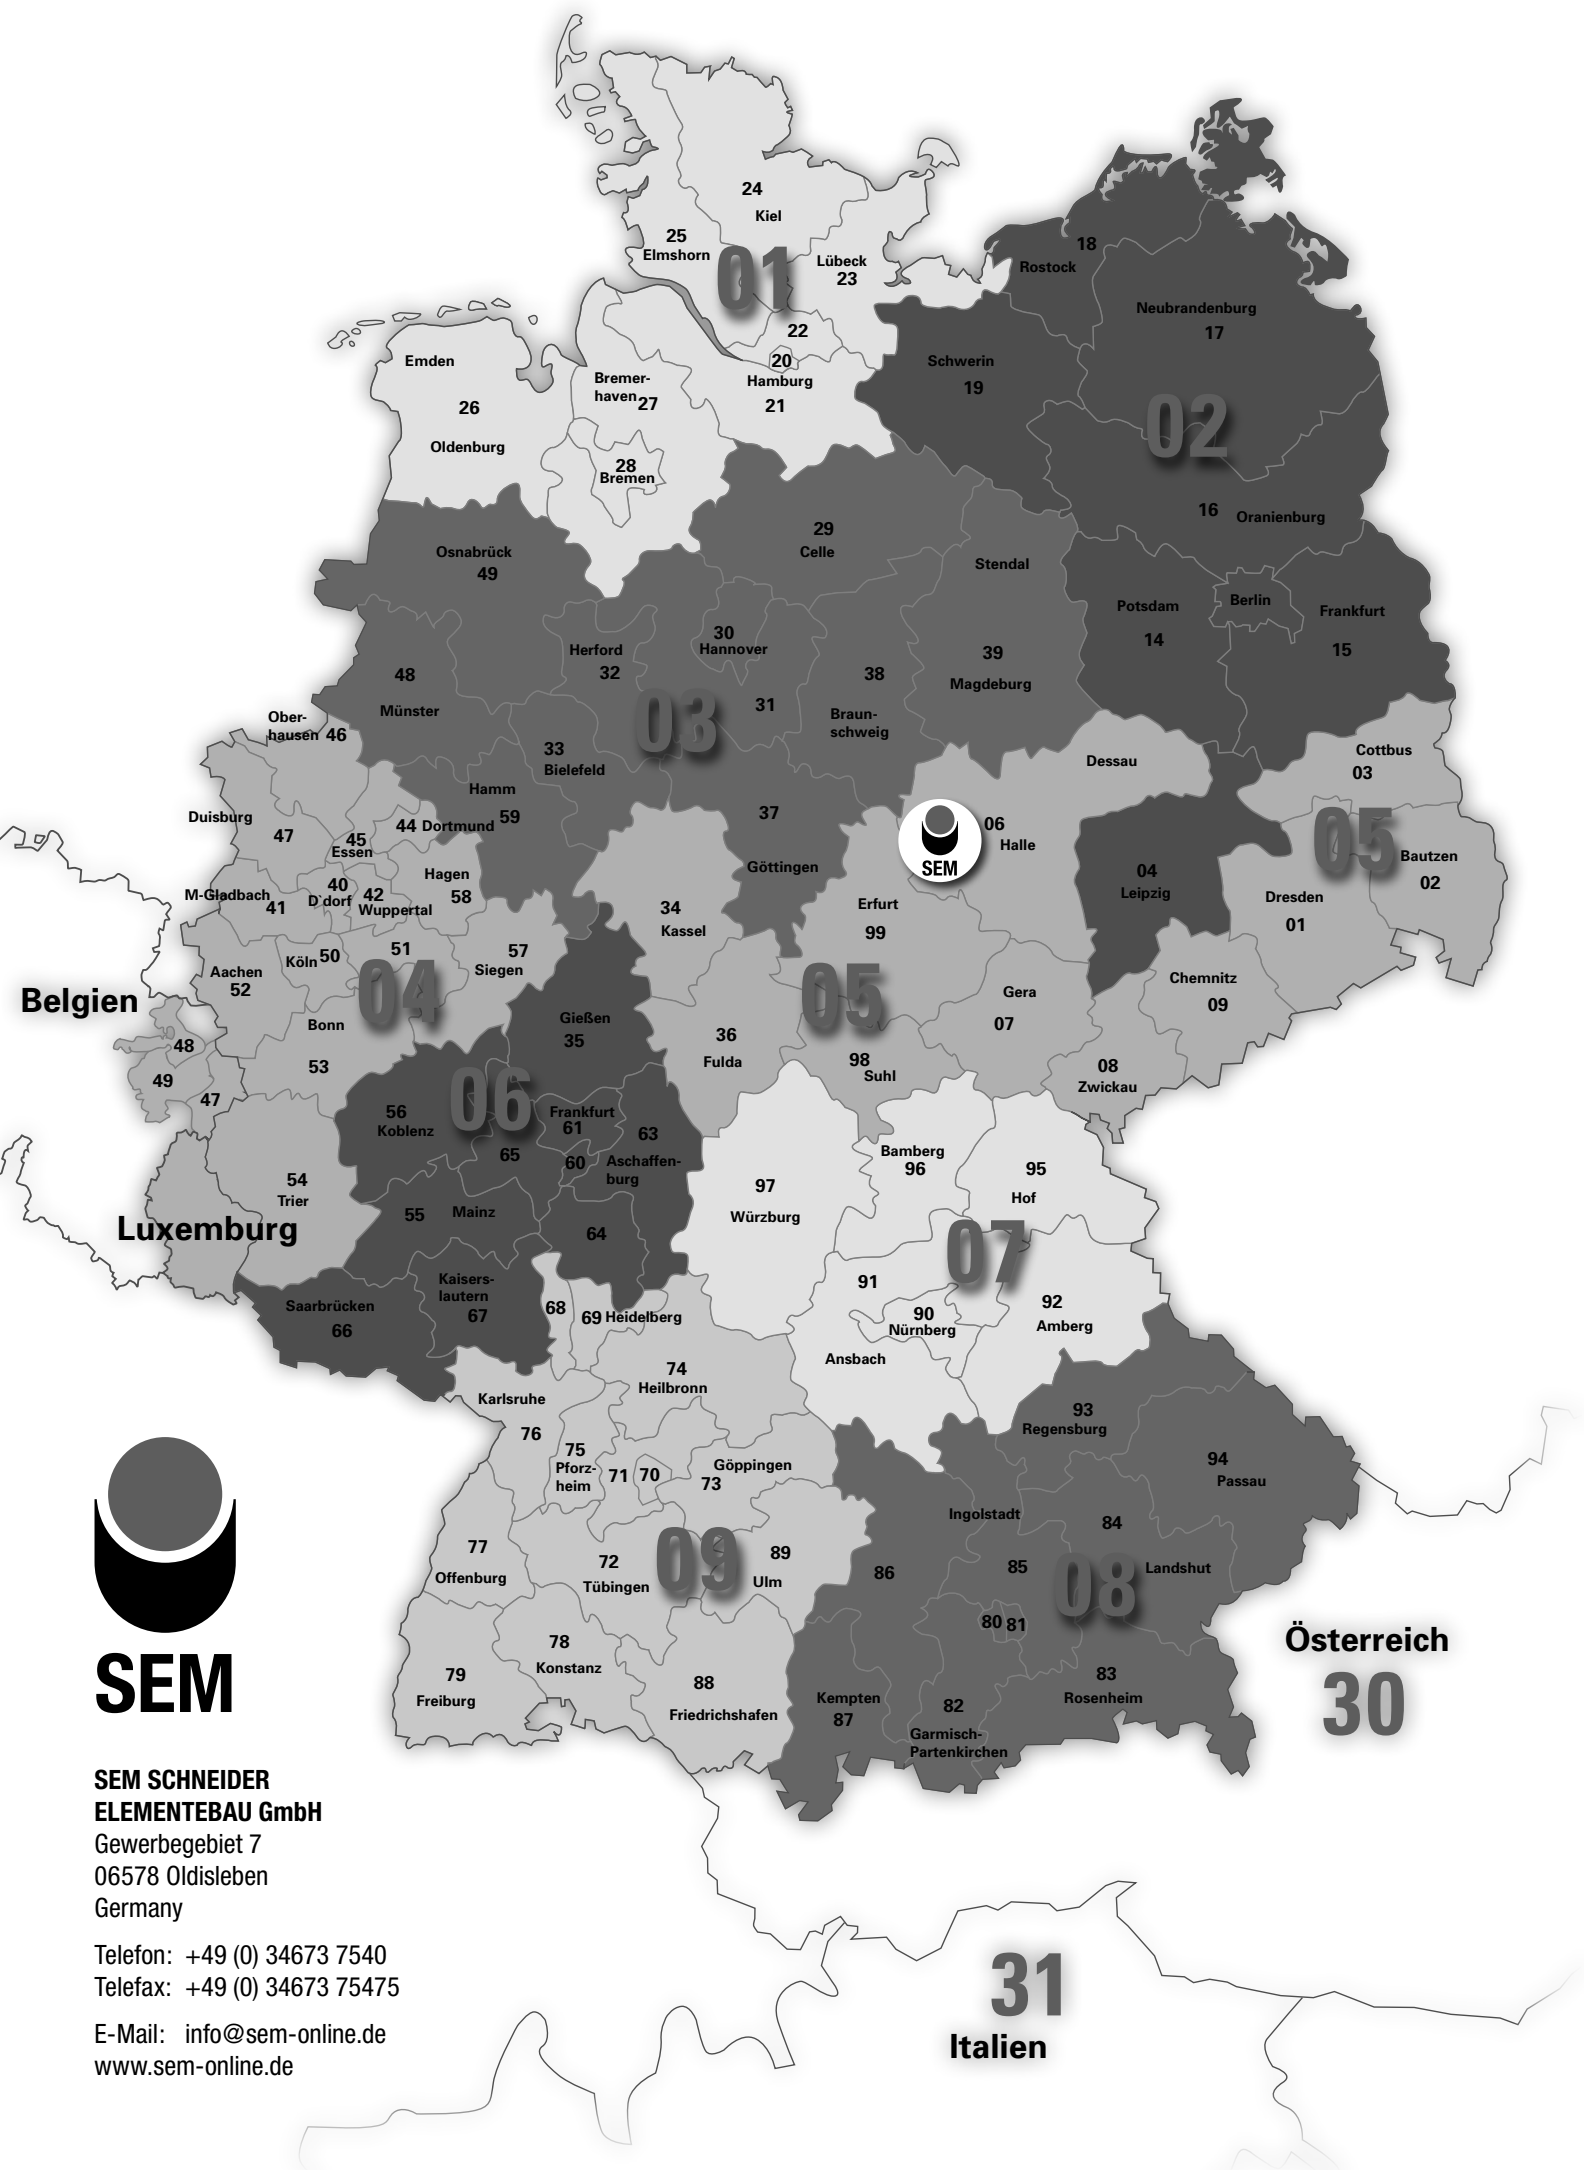 24
Kiel
25
Elmshorn
01
Lübeck
23
18
Rostock
22
20
Hamburg
21
Neubrandenburg
17
Schwerin
19
02
Emden
26
Oldenburg
Bremer-
haven 27
28
Bremen
16 Oranienburg
29
Celle
Osnabrück
49
Stendal
Potsdam
14
Berlin
Frankfurt
15
30
Hannover
Herford
32
48
Münster
39
Magdeburg
38
Braun-
schweig
31
03
Ober-
hausen 46
33
Bielefeld
Dessau
Cottbus
03
Hamm
59
Duisburg
47
45
Essen
44 Dortmund
37
Göttingen
06
Halle
SEM
05
Bautzen
02
04
Leipzig
Dresden
01
Hagen
58
M-Gladbach
41
40
D`dorf
42
Wuppertal
34
Kassel
Erfurt
99
Köln 50
51
57
Siegen
04
Aachen
52
Belgien
05
Gera
07
Chemnitz
09
Bonn
53
Gießen
35
36
Fulda
98
Suhl
08
Zwickau
48
49
47
06
56
Koblenz
Frankfurt
61
63
Aschaffen-
burg
65
60
Bamberg
96
95
Hof
54
Trier
97
Würzburg
Luxemburg
55
Mainz
64
07
Kaisers-
lautern
67
Saarbrücken
66
68
69 Heidelberg
91
90
Nürnberg
92
Amberg
Ansbach
74
Heilbronn
Karlsruhe
76
93
Regensburg
75
Pforz-
heim
71
70
Göppingen
73
94
Passau
Ingolstadt
84
77
Offenburg
72
Tübingen
09
89
Ulm
86
85
08
Landshut
80
81
78
Konstanz
79
Freiburg
88
Friedrichshafen
Kempten
87
82
Garmisch-
Partenkirchen
83
Rosenheim
Österreich
30
SEM
SEM SCHNEIDER
ELEMENTEBAU GmbH
Gewerbegebiet 7
06578 Oldisleben
Germany
Telefon: +49 (0) 34673 7540
Telefax: +49 (0) 34673 75475
E-Mail: info@sem-online.de
www.sem-online.de
31
Italien